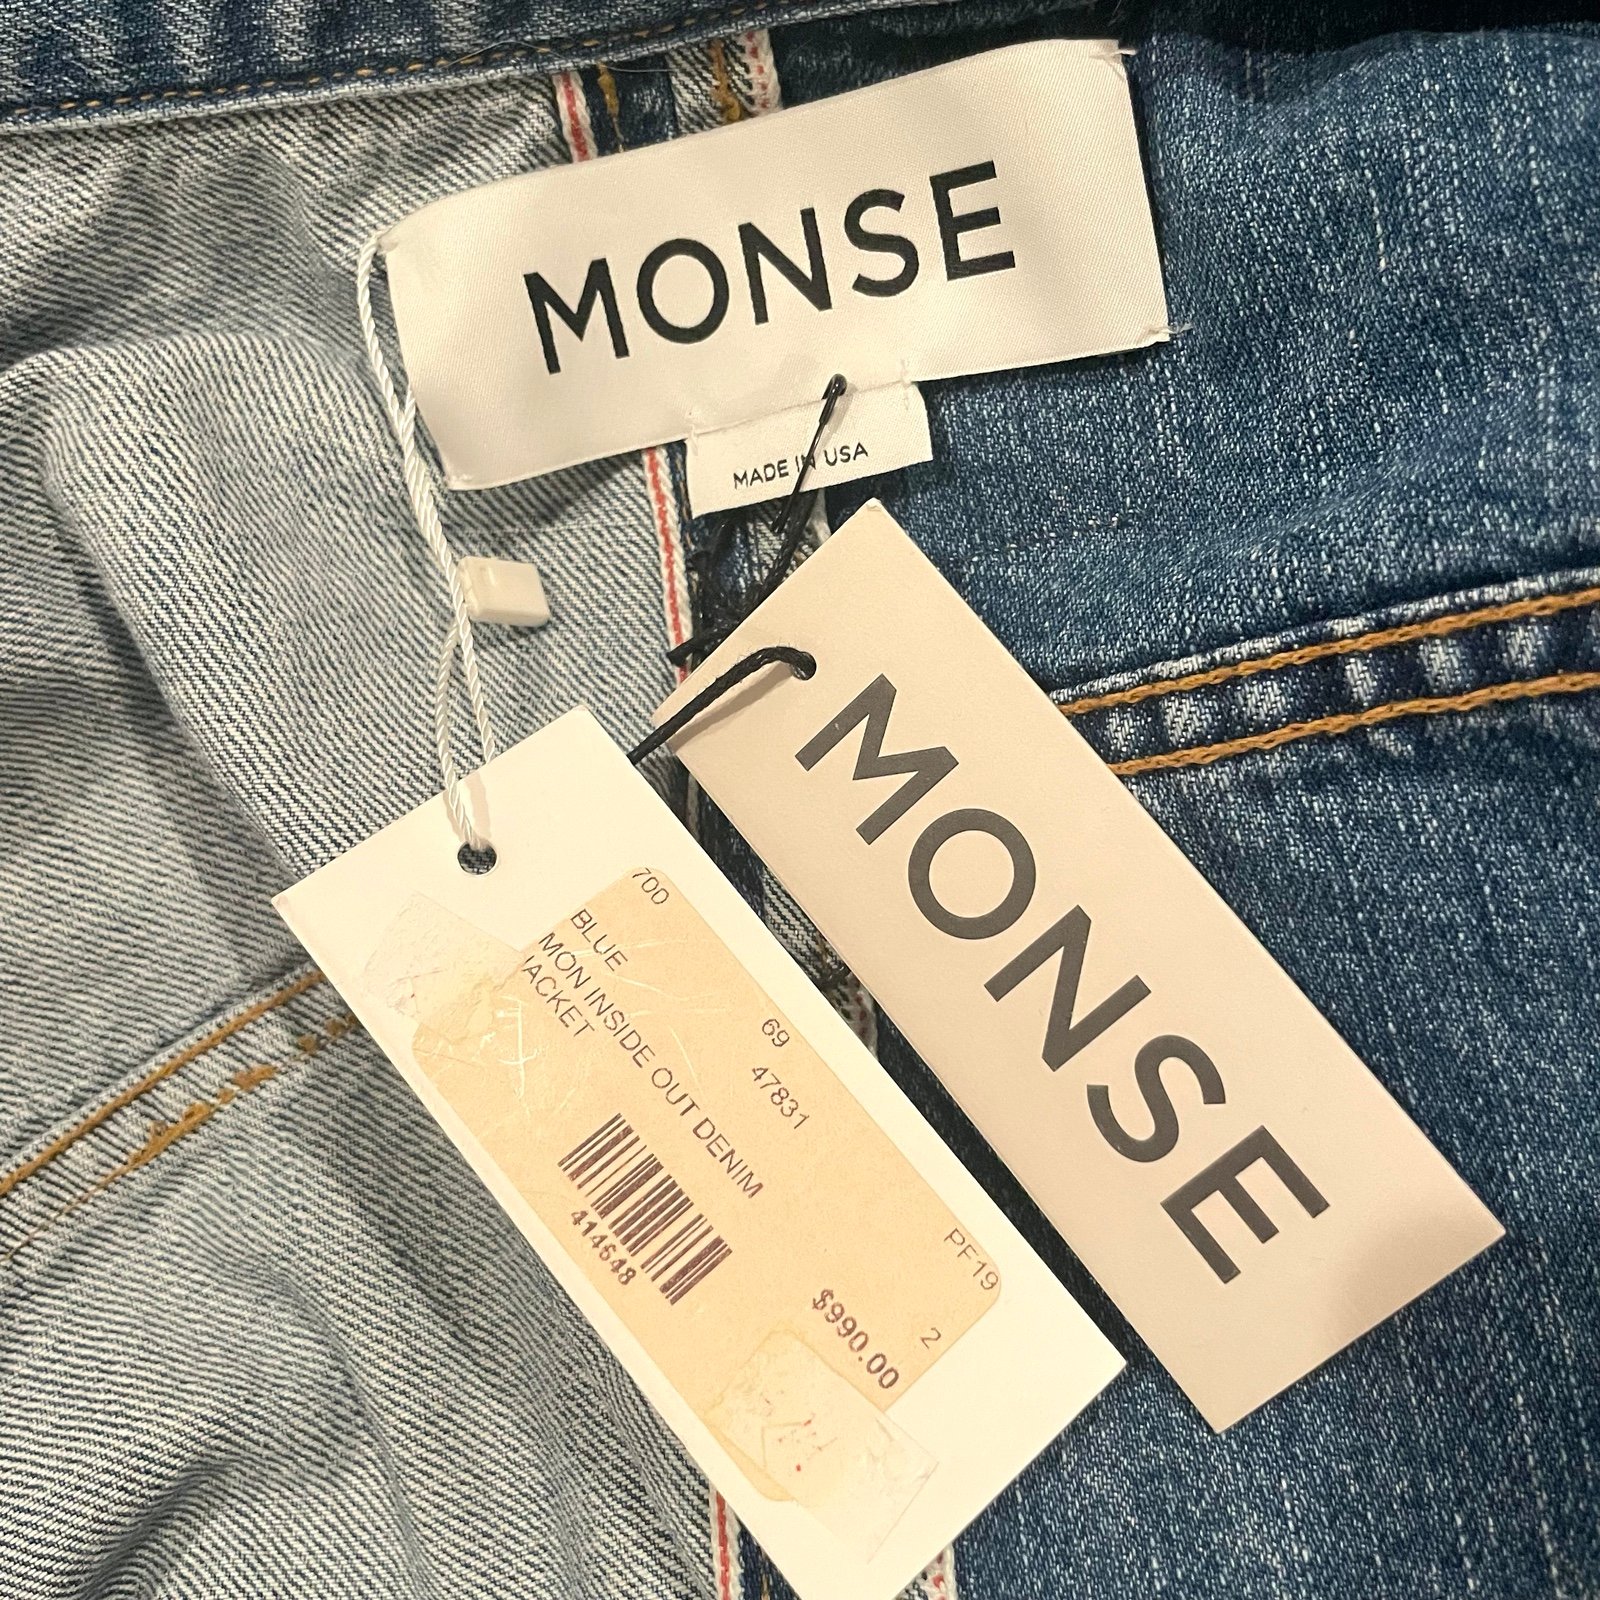 MONSE
MADE IN USA
MONSE
700
BLUE
MON INSIDE OUT DENIM
JACKET
69
47831
414648
PF19
2
$990.00